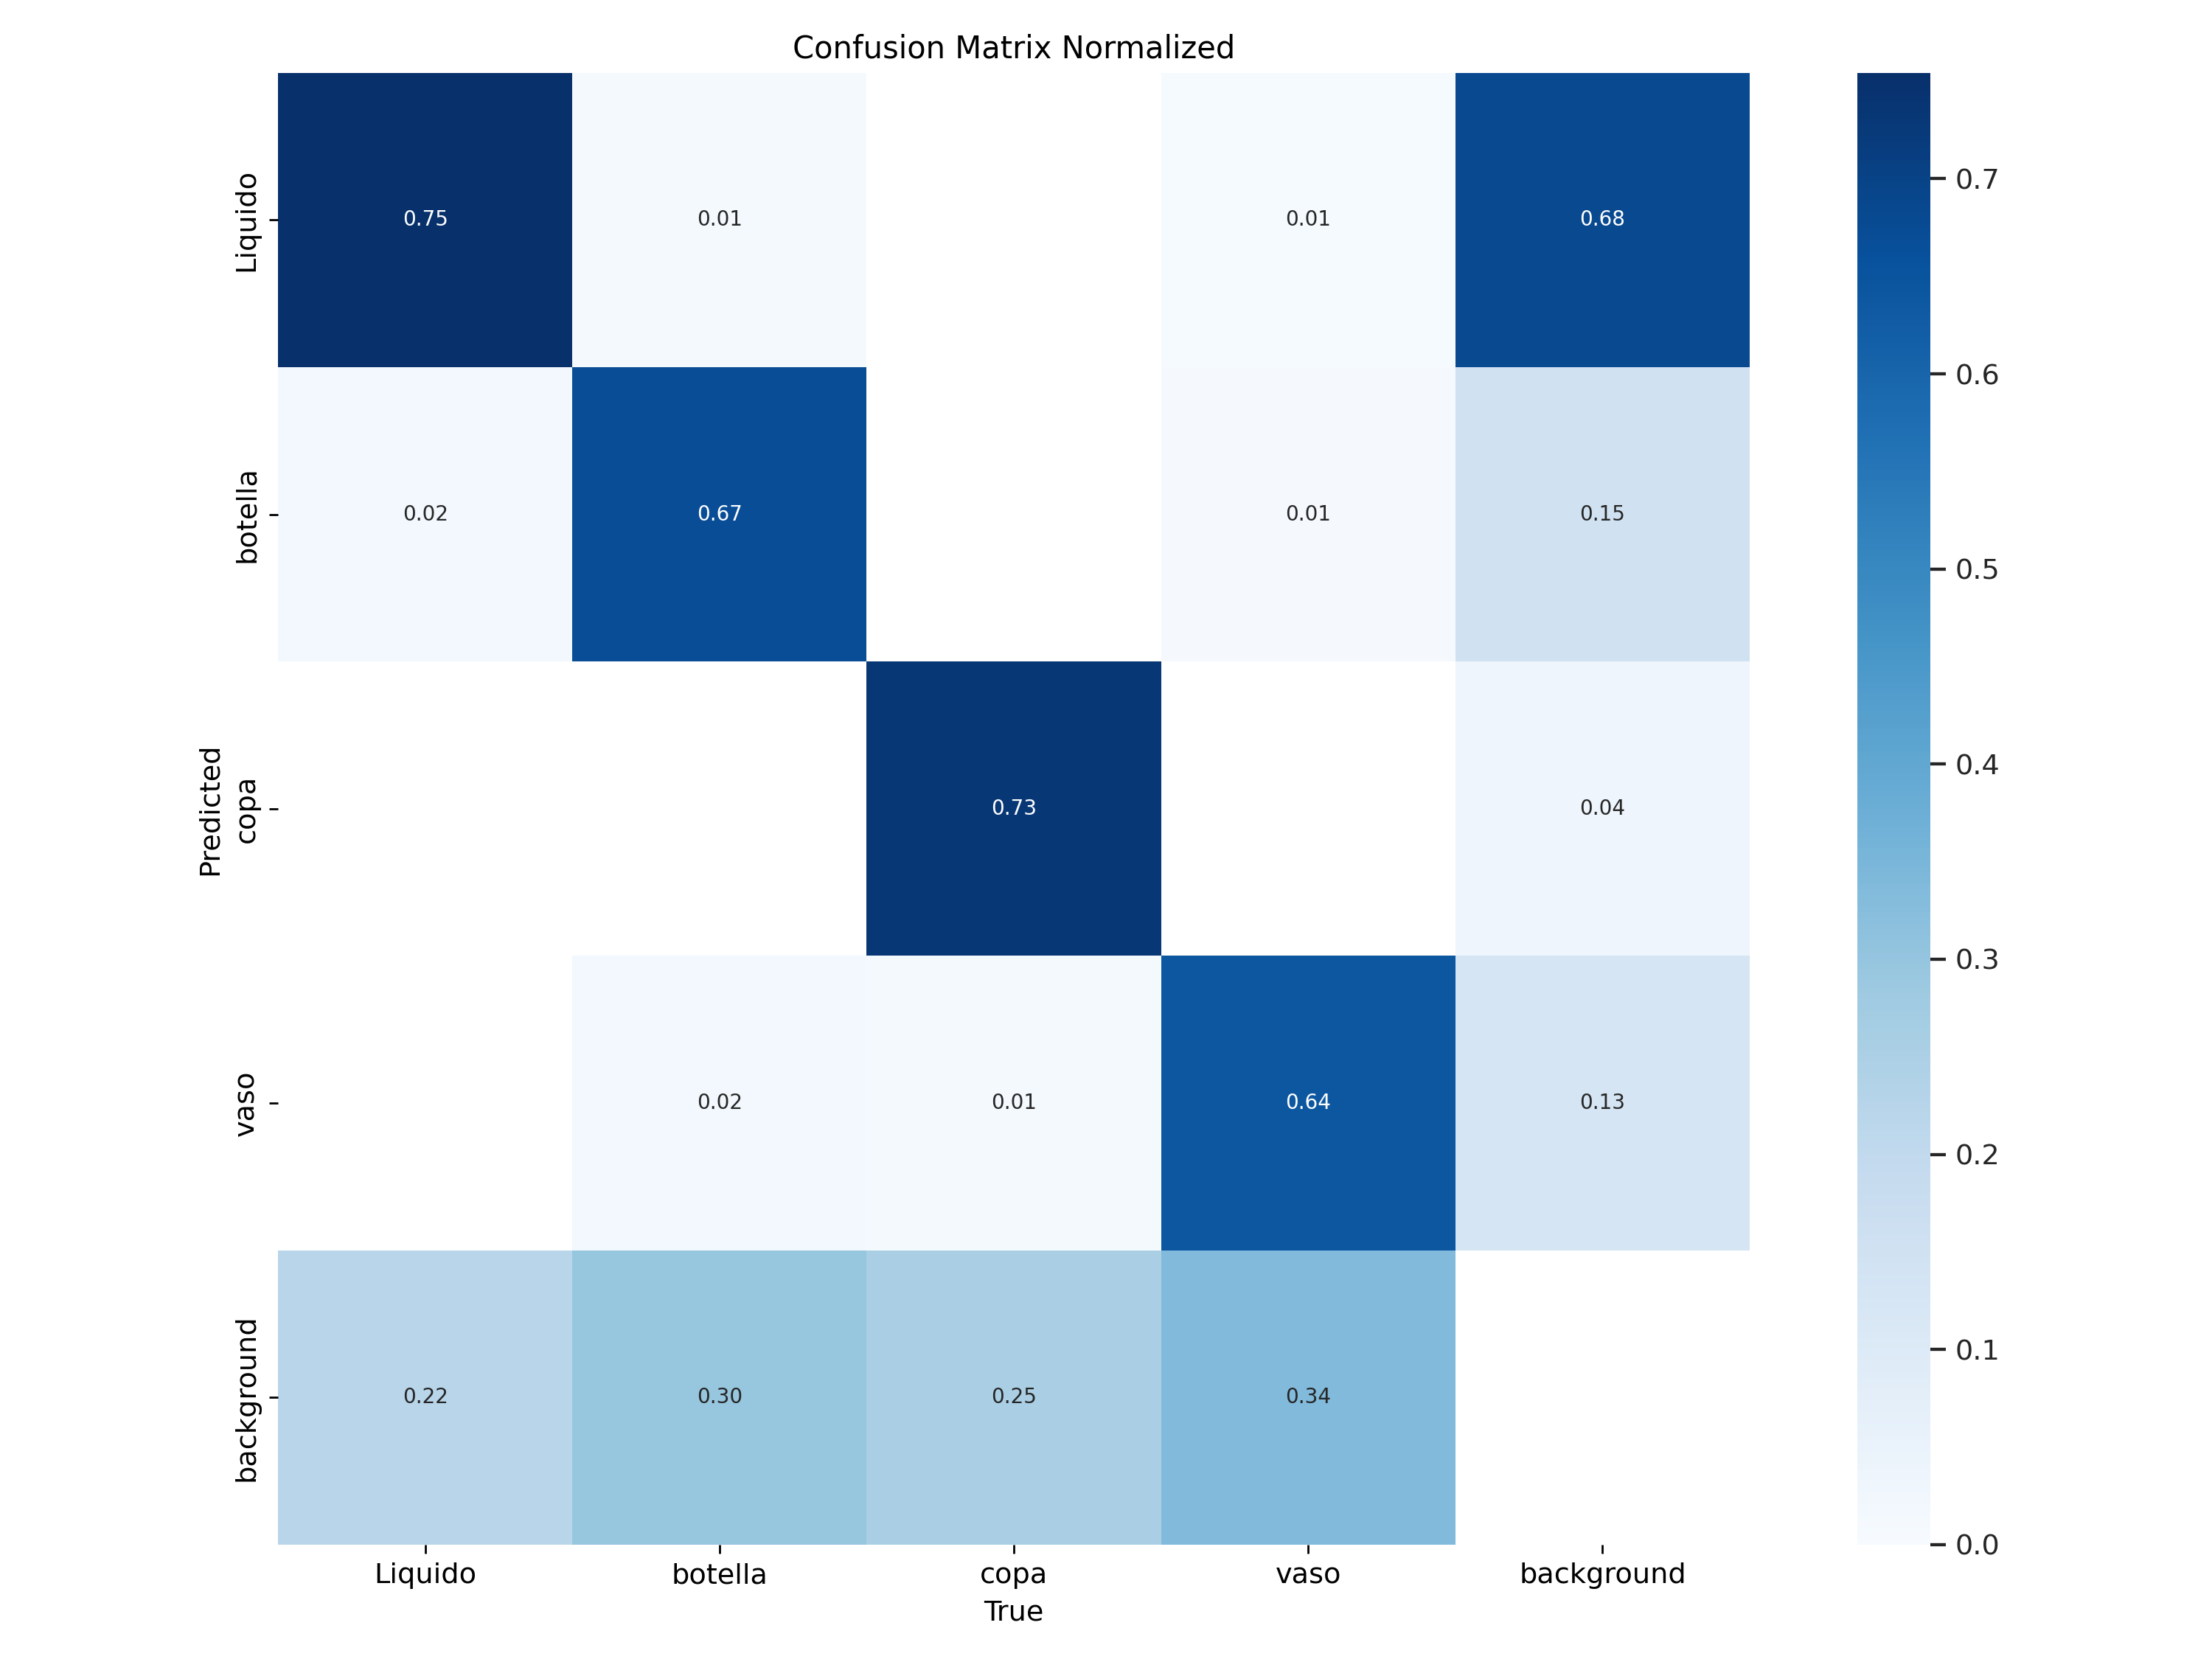 Confusion Matrix Normalized
Liquido 0.75 0.01 0.01 0.68
botella 0.02 0.67 0.01 0.15
Predicted
copa 0.73 0.04
vaso 0.02 0.01 0.64 0.13
background 0.22 0.30 0.25 0.34
Liquido botella copa vaso background
True
0.7
0.6
0.5
0.4
0.3
0.2
0.1
0.0